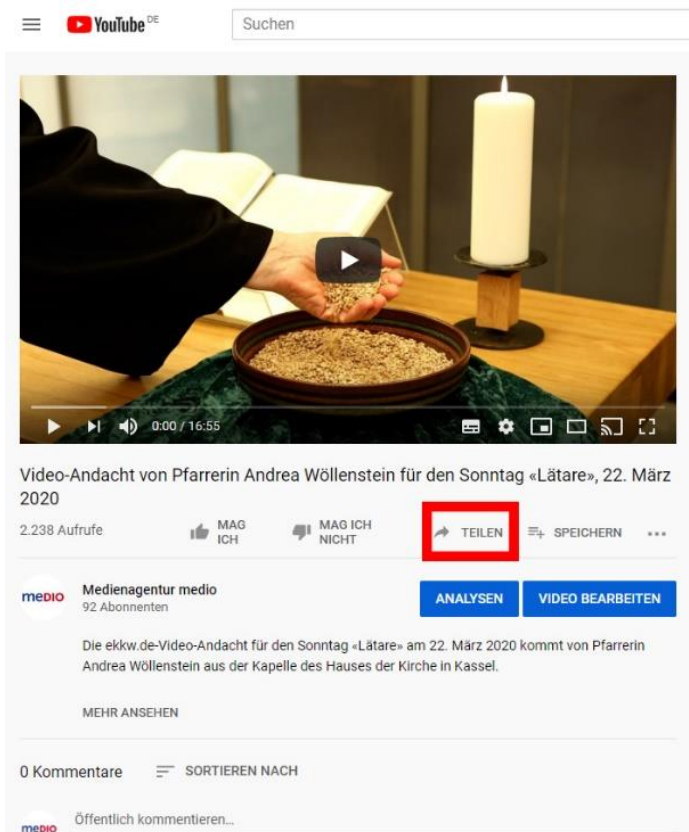 YouTube DE
Suchen
0:00 / 16:55
Video-Andacht von Pfarrerin Andrea Wöllenstein für den Sonntag «Lätare», 22. März
2020
2.238 Aufrufe
MAG
ICH
MAG ICH
NICHT
TEILEN
SPEICHERN
meDIO
Medienagentur medio
92 Abonnenten
ANALYSEN
VIDEO BEARBEITEN
Die ekkw.de-Video-Andacht für den Sonntag «Lätare» am 22. März 2020 kommt von Pfarrerin
Andrea Wöllenstein aus der Kapelle des Hauses der Kirche in Kassel.
MEHR ANSEHEN
0 Kommentare
SORTIEREN NACH
meDIO
Öffentlich kommentieren...